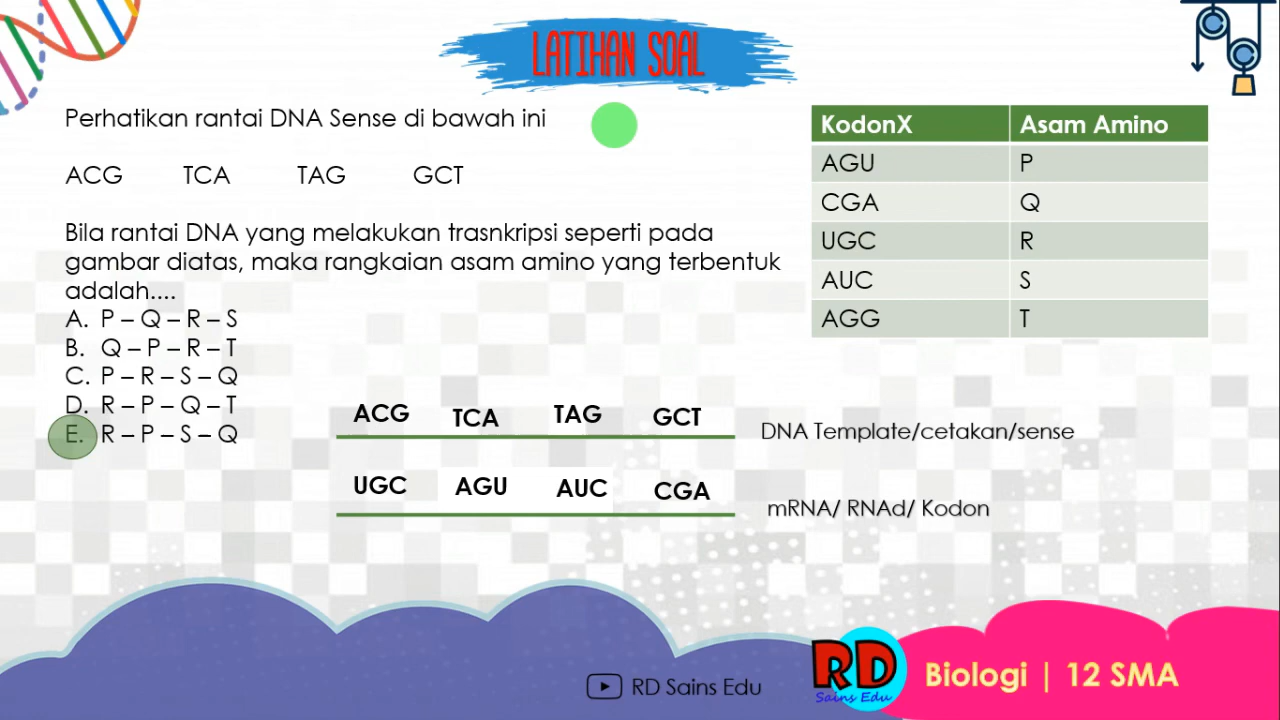 LATIHAN SOAL
Perhatikan rantai DNA Sense di bawah ini
ACG TCA TAG GCT
Bila rantai DNA yang melakukan trasnkripsi seperti pada
gambar diatas, maka rangkaian asam amino yang terbentuk
adalah....
A. P – Q – R – S
B. Q – P – R – T
C. P – R – S – Q
D. R – P – Q – T
E. R – P – S – Q
KodonX Asam Amino
AGU P
CGA Q
UGC R
AUC S
AGG T
ACG TCA TAG GCT
DNA Template/cetakan/sense
UGC AGU AUC CGA
mRNA/ RNAd/ Kodon
RD Sains Edu
RD
Sains Edu
Biologi | 12 SMA